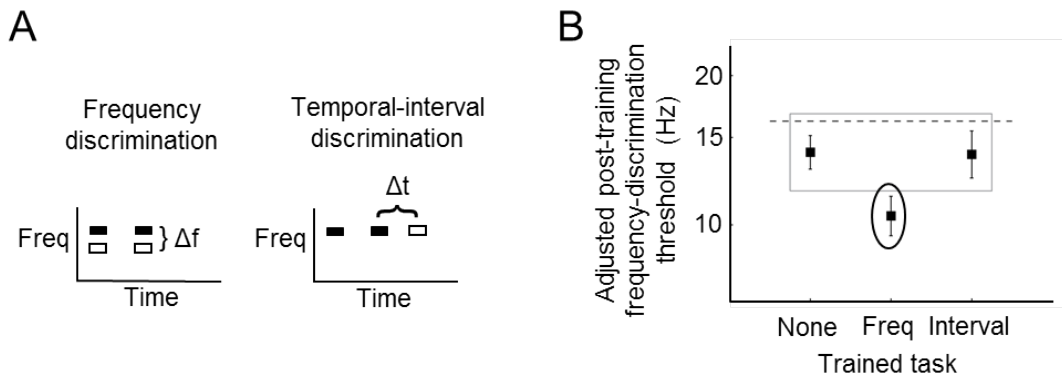 A
Frequency
discrimination
Freq
Δf
Time
Temporal-interval
discrimination
Δt
Freq
Time
B
Adjusted post-training
frequency-discrimination
threshold (Hz)
20
15
10
None Freq Interval
Trained task